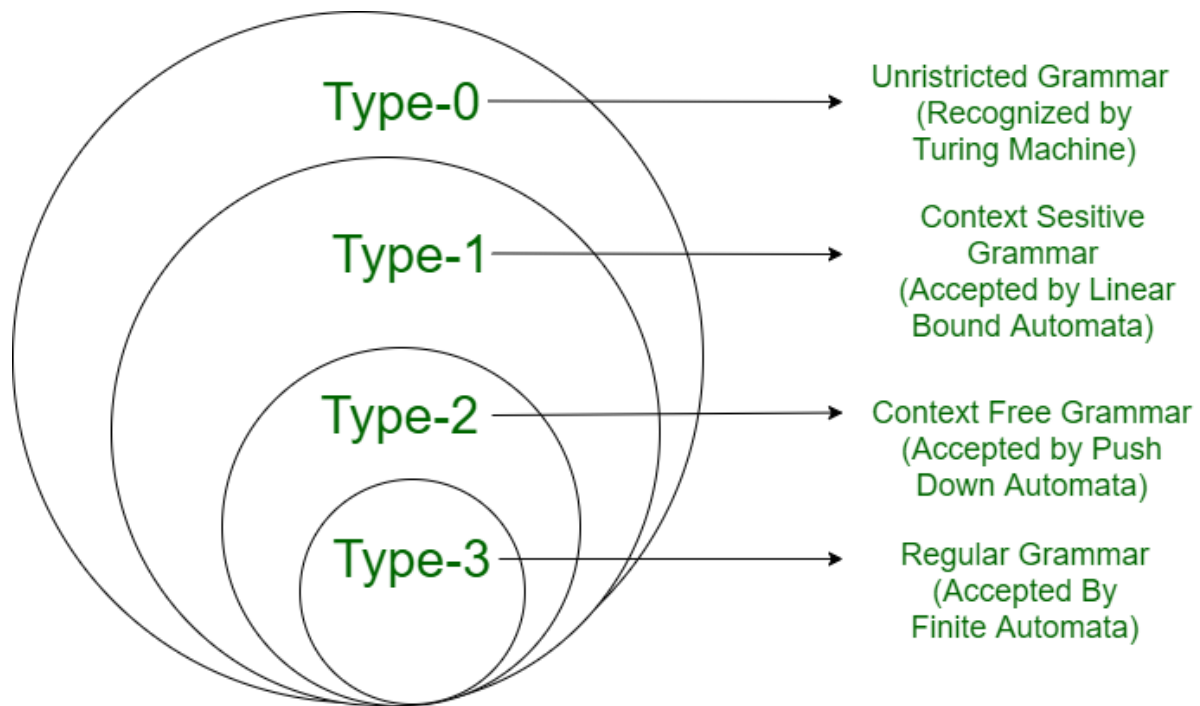 Type-0
Unristricted Grammar
(Recognized by
Turing Machine)
Type-1
Context Sesitive
Grammar
(Accepted by Linear
Bound Automata)
Type-2
Context Free Grammar
(Accepted by Push
Down Automata)
Type-3
Regular Grammar
(Accepted By
Finite Automata)